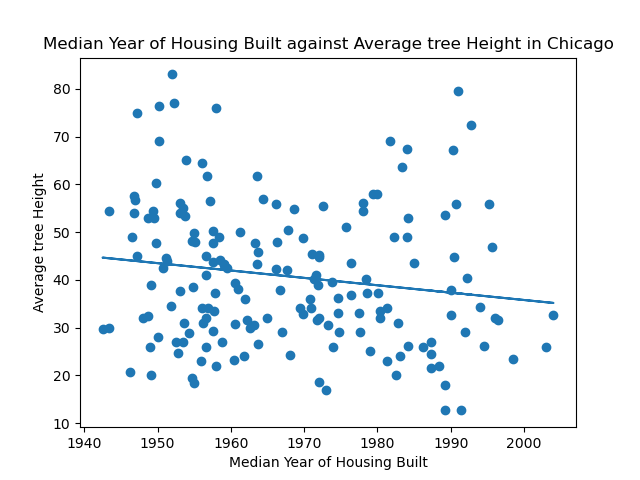 Median Year of Housing Built against Average tree Height in Chicago
Average tree Height
80
70
60
50
40
30
20
10
1940 1950 1960 1970 1980 1990 2000
Median Year of Housing Built